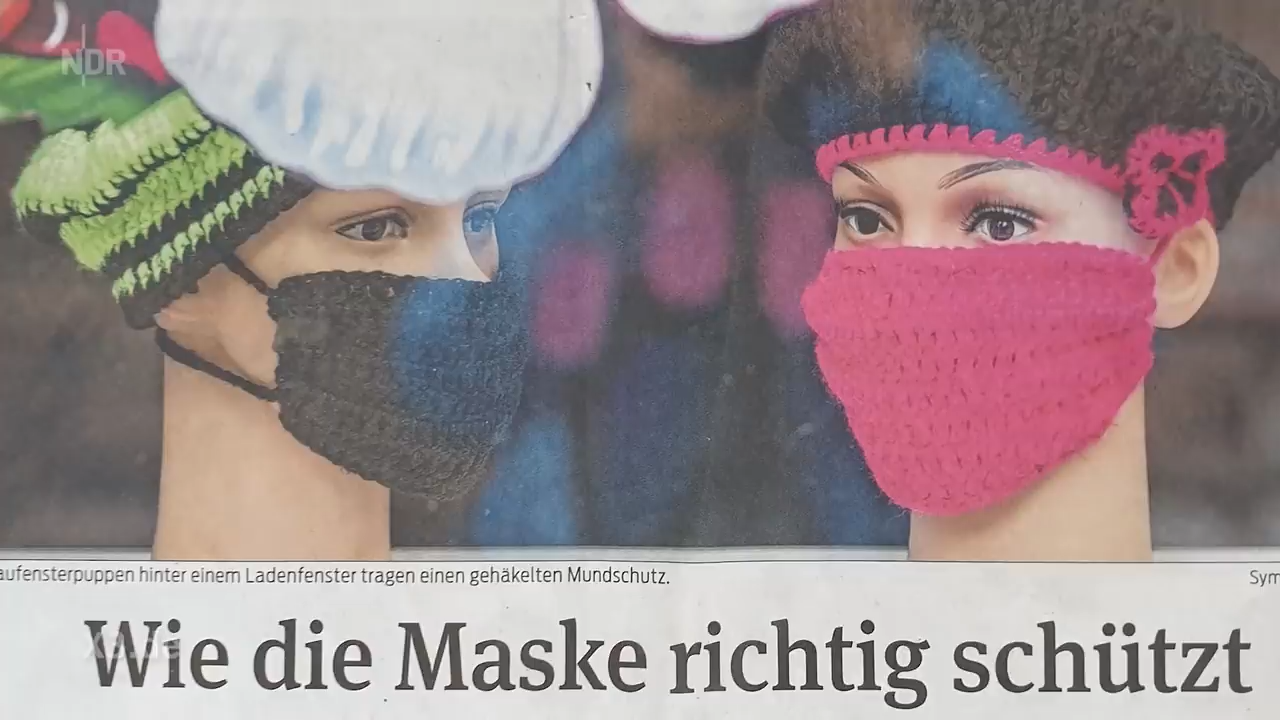 NDR
aufensterpuppen hinter einem Ladenfenster tragen einen gehäkelten Mundschutz.
Sym
Wie die Maske richtig schützt